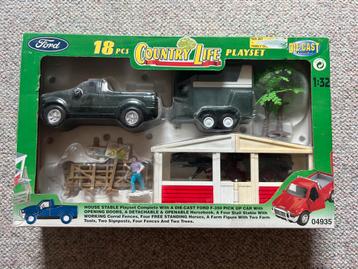 Ford
18 PCS
COUNTRY LIFE
PLAYSET
DIE CAST
1:32
HOUSE STABLE Playset Complete With A DIE-CAST FORD F-350 PICK UP CAR With
OPENING DOORS, A DETACHABLE & OPENABLE Horsebook, A Four Stall Stable With
WORKING Corral Fences, Four FREE STANDING Horses, A Farm Figure With Two Farm
Tools, Two Signposts, Four Fences And Two Trees.
04935